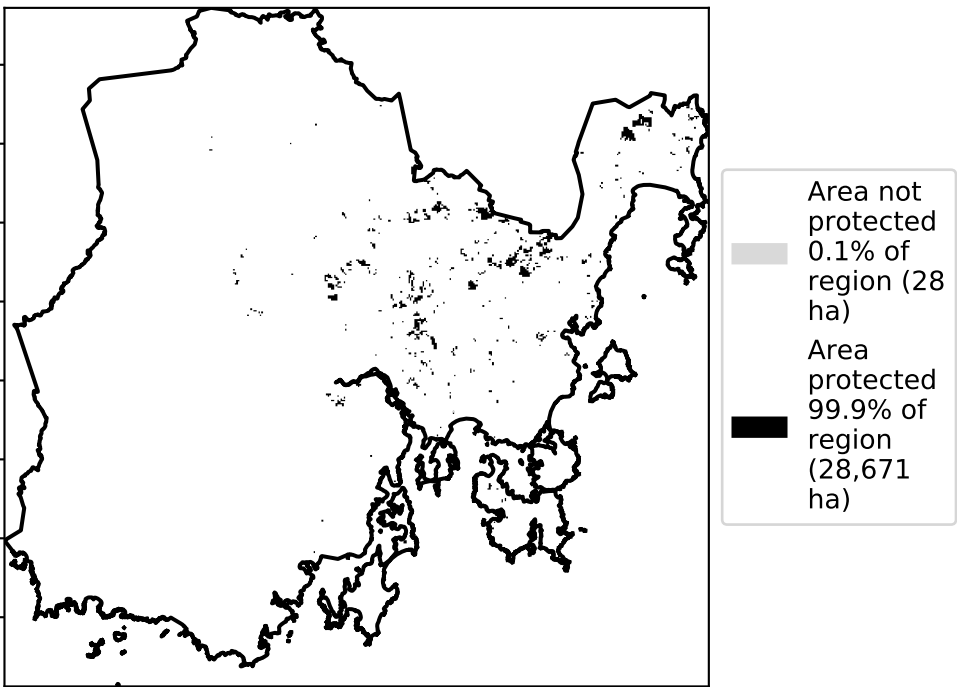 Area not
protected
0.1% of
region (28
ha)
Area
protected
99.9% of
region
(28,671
ha)